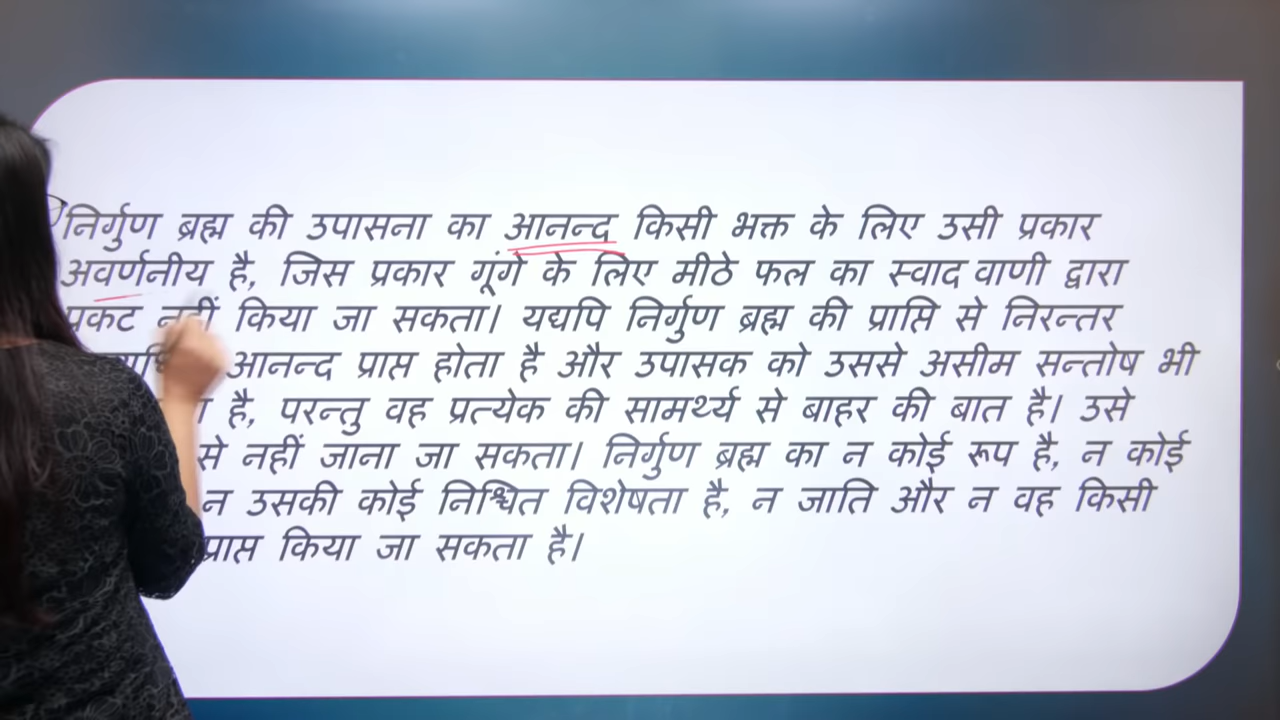 निर्गुण ब्रह्म की उपासना का आनन्द किसी भक्त के लिए उसी प्रकार
अवर्णनीय है, जिस प्रकार गूंगे के लिए मीठे फल का स्वाद वाणी द्वारा
प्रकट नहीं किया जा सकता। यद्यपि निर्गुण ब्रह्म की प्राप्ति से निरन्तर
आनन्द प्राप्त होता है और उपासक को उससे असीम सन्तोष भी
है, परन्तु वह प्रत्येक की सामर्थ्य से बाहर की बात है। उसे
से नहीं जाना जा सकता। निर्गुण ब्रह्म का न कोई रूप है, न कोई
न उसकी कोई निश्चित विशेषता है, न जाति और न वह किसी
प्राप्त किया जा सकता है।